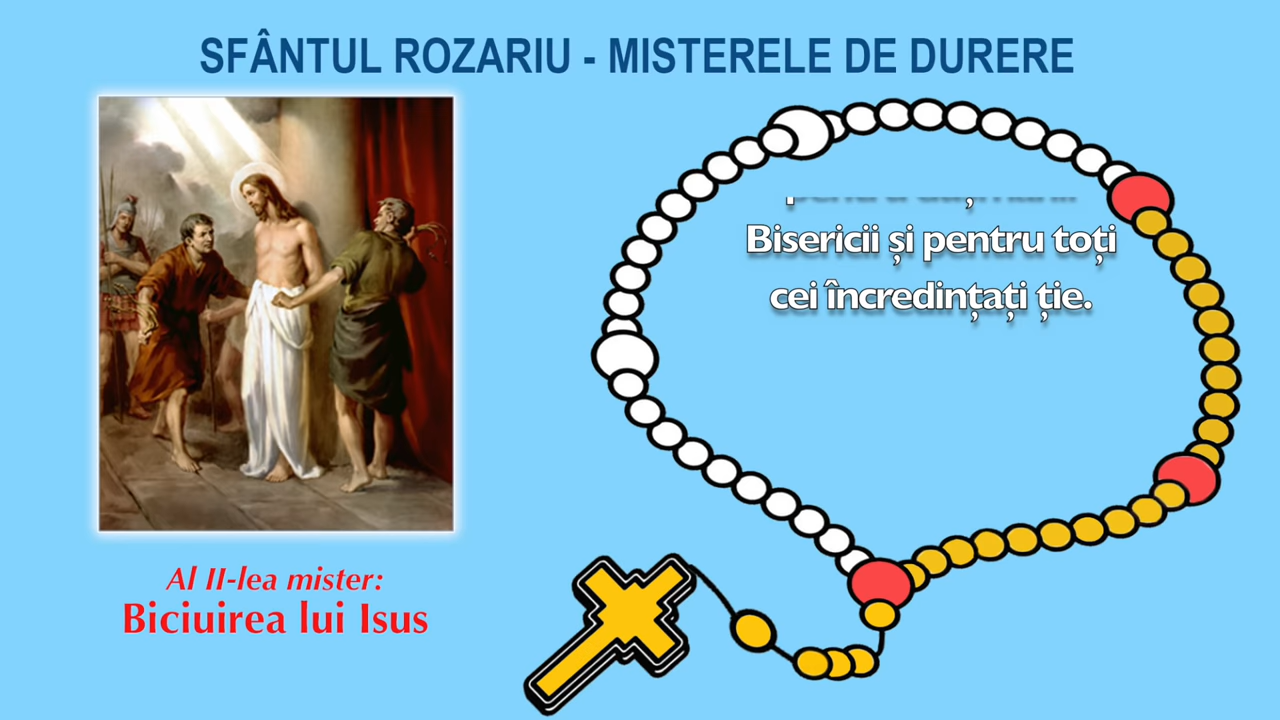 SFÂNTUL ROZARIU - MISTERELE DE DURERE
Bisericii și pentru toți
cei încredințați ție.
Al II-lea mister:
Biciuirea lui Isus